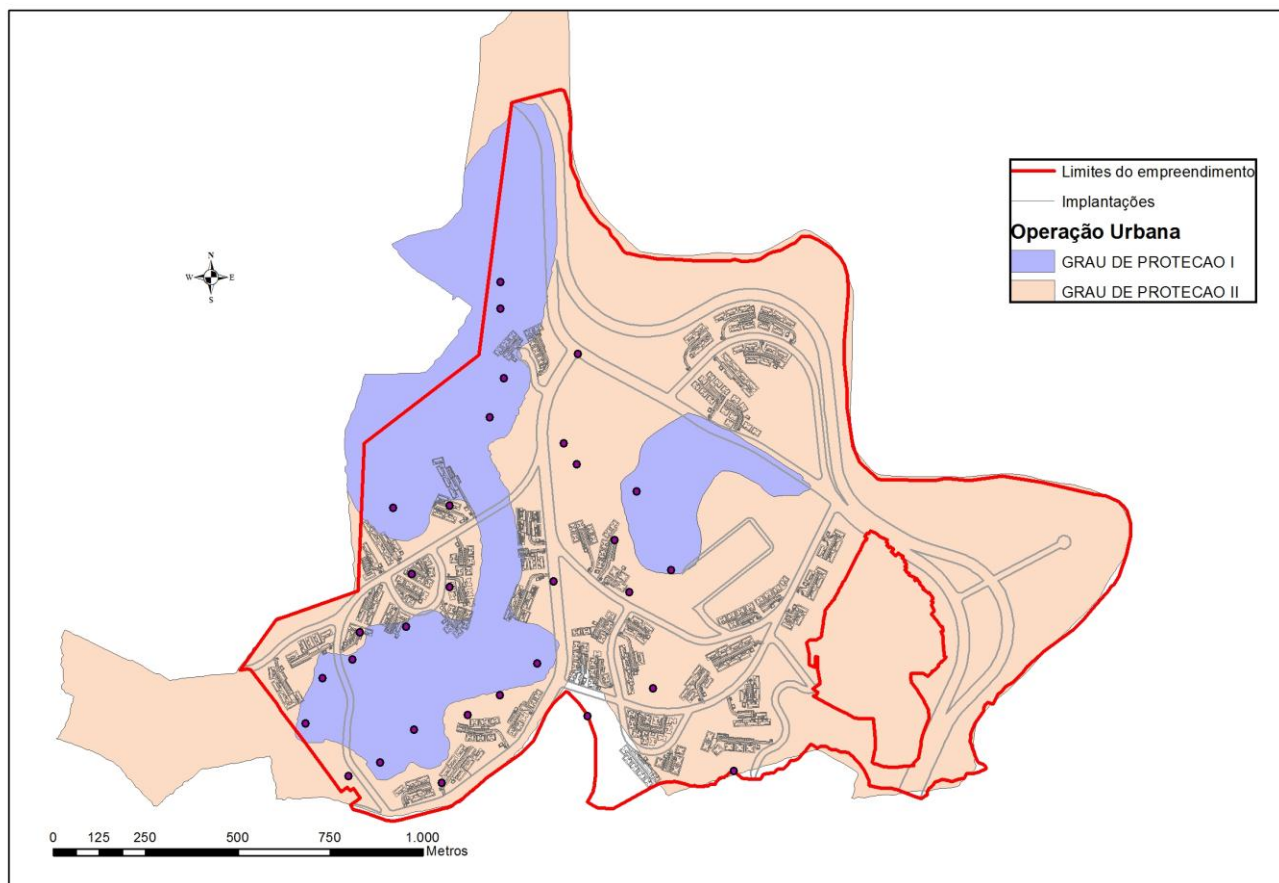 Limites do empreendimento
Implantações
Operação Urbana
GRAU DE PROTECAO I
GRAU DE PROTECAO II
N
W E
S
0 125 250 500 750 1.000
Metros